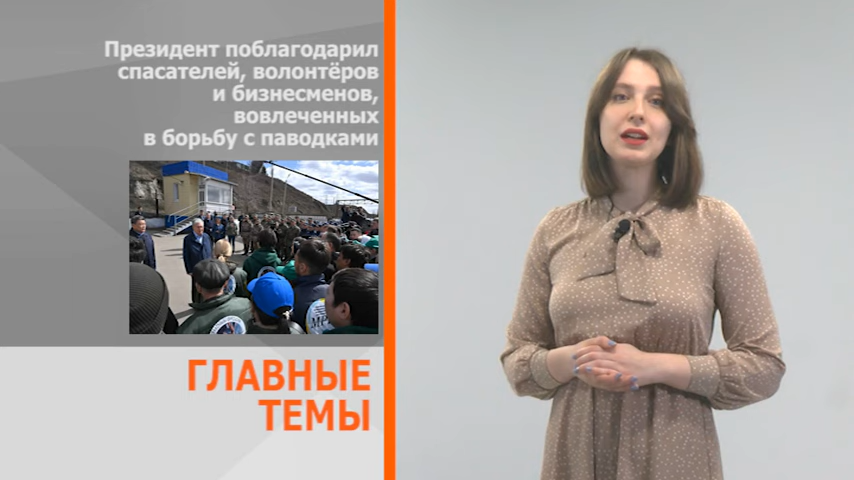 Президент поблагодарил
спасателей, волонтёров
и бизнесменов,
вовлеченных
в борьбу с паводками
ГЛАВНЫЕ
ТЕМЫ